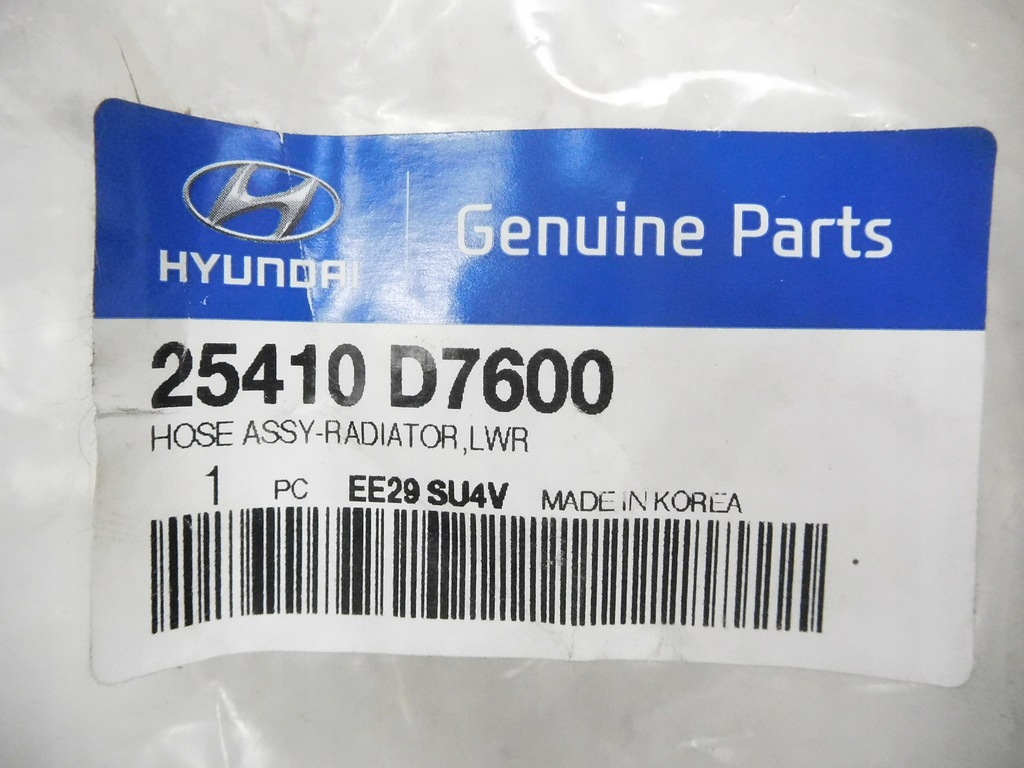 HYUNDAI
Genuine Parts
25410 D7600
HOSE ASSY-RADIATOR,LWR
1 PC EE29 SU4V MADE IN KOREA